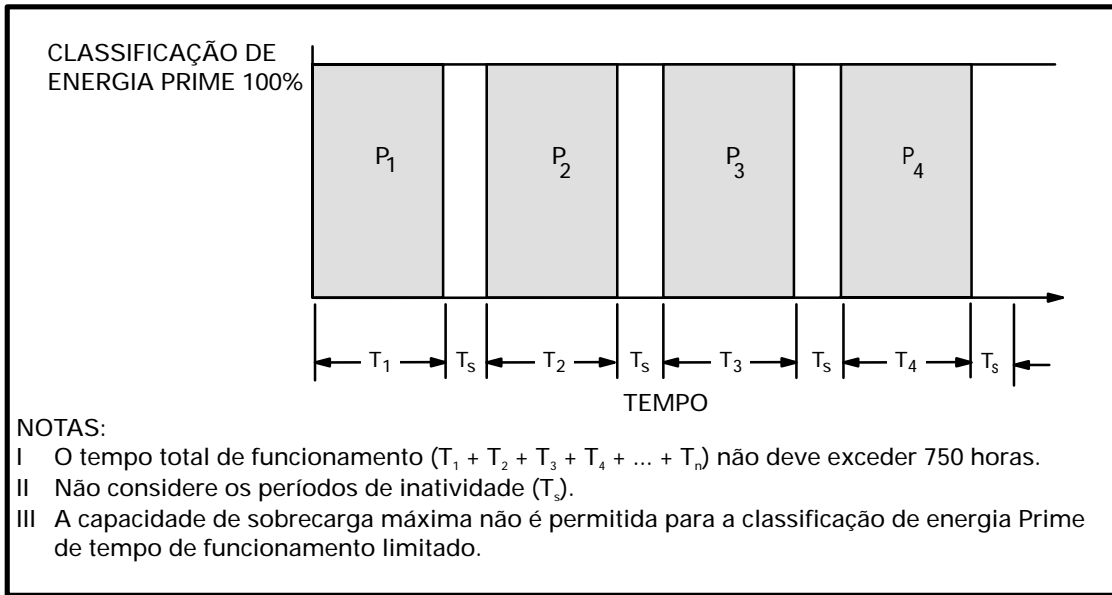 CLASSIFICAÇÃO DE
ENERGIA PRIME 100%
P₁ P₂ P₃ P₄
T₁ Tₛ T₂ Tₛ T₃ Tₛ T₄ Tₛ
TEMPO
NOTAS:
I O tempo total de funcionamento (T₁ + T₂ + T₃ + T₄ + ... + Tₙ) não deve exceder 750 horas.
II Não considere os períodos de inatividade (Tₛ).
III A capacidade de sobrecarga máxima não é permitida para a classificação de energia Prime
de tempo de funcionamento limitado.